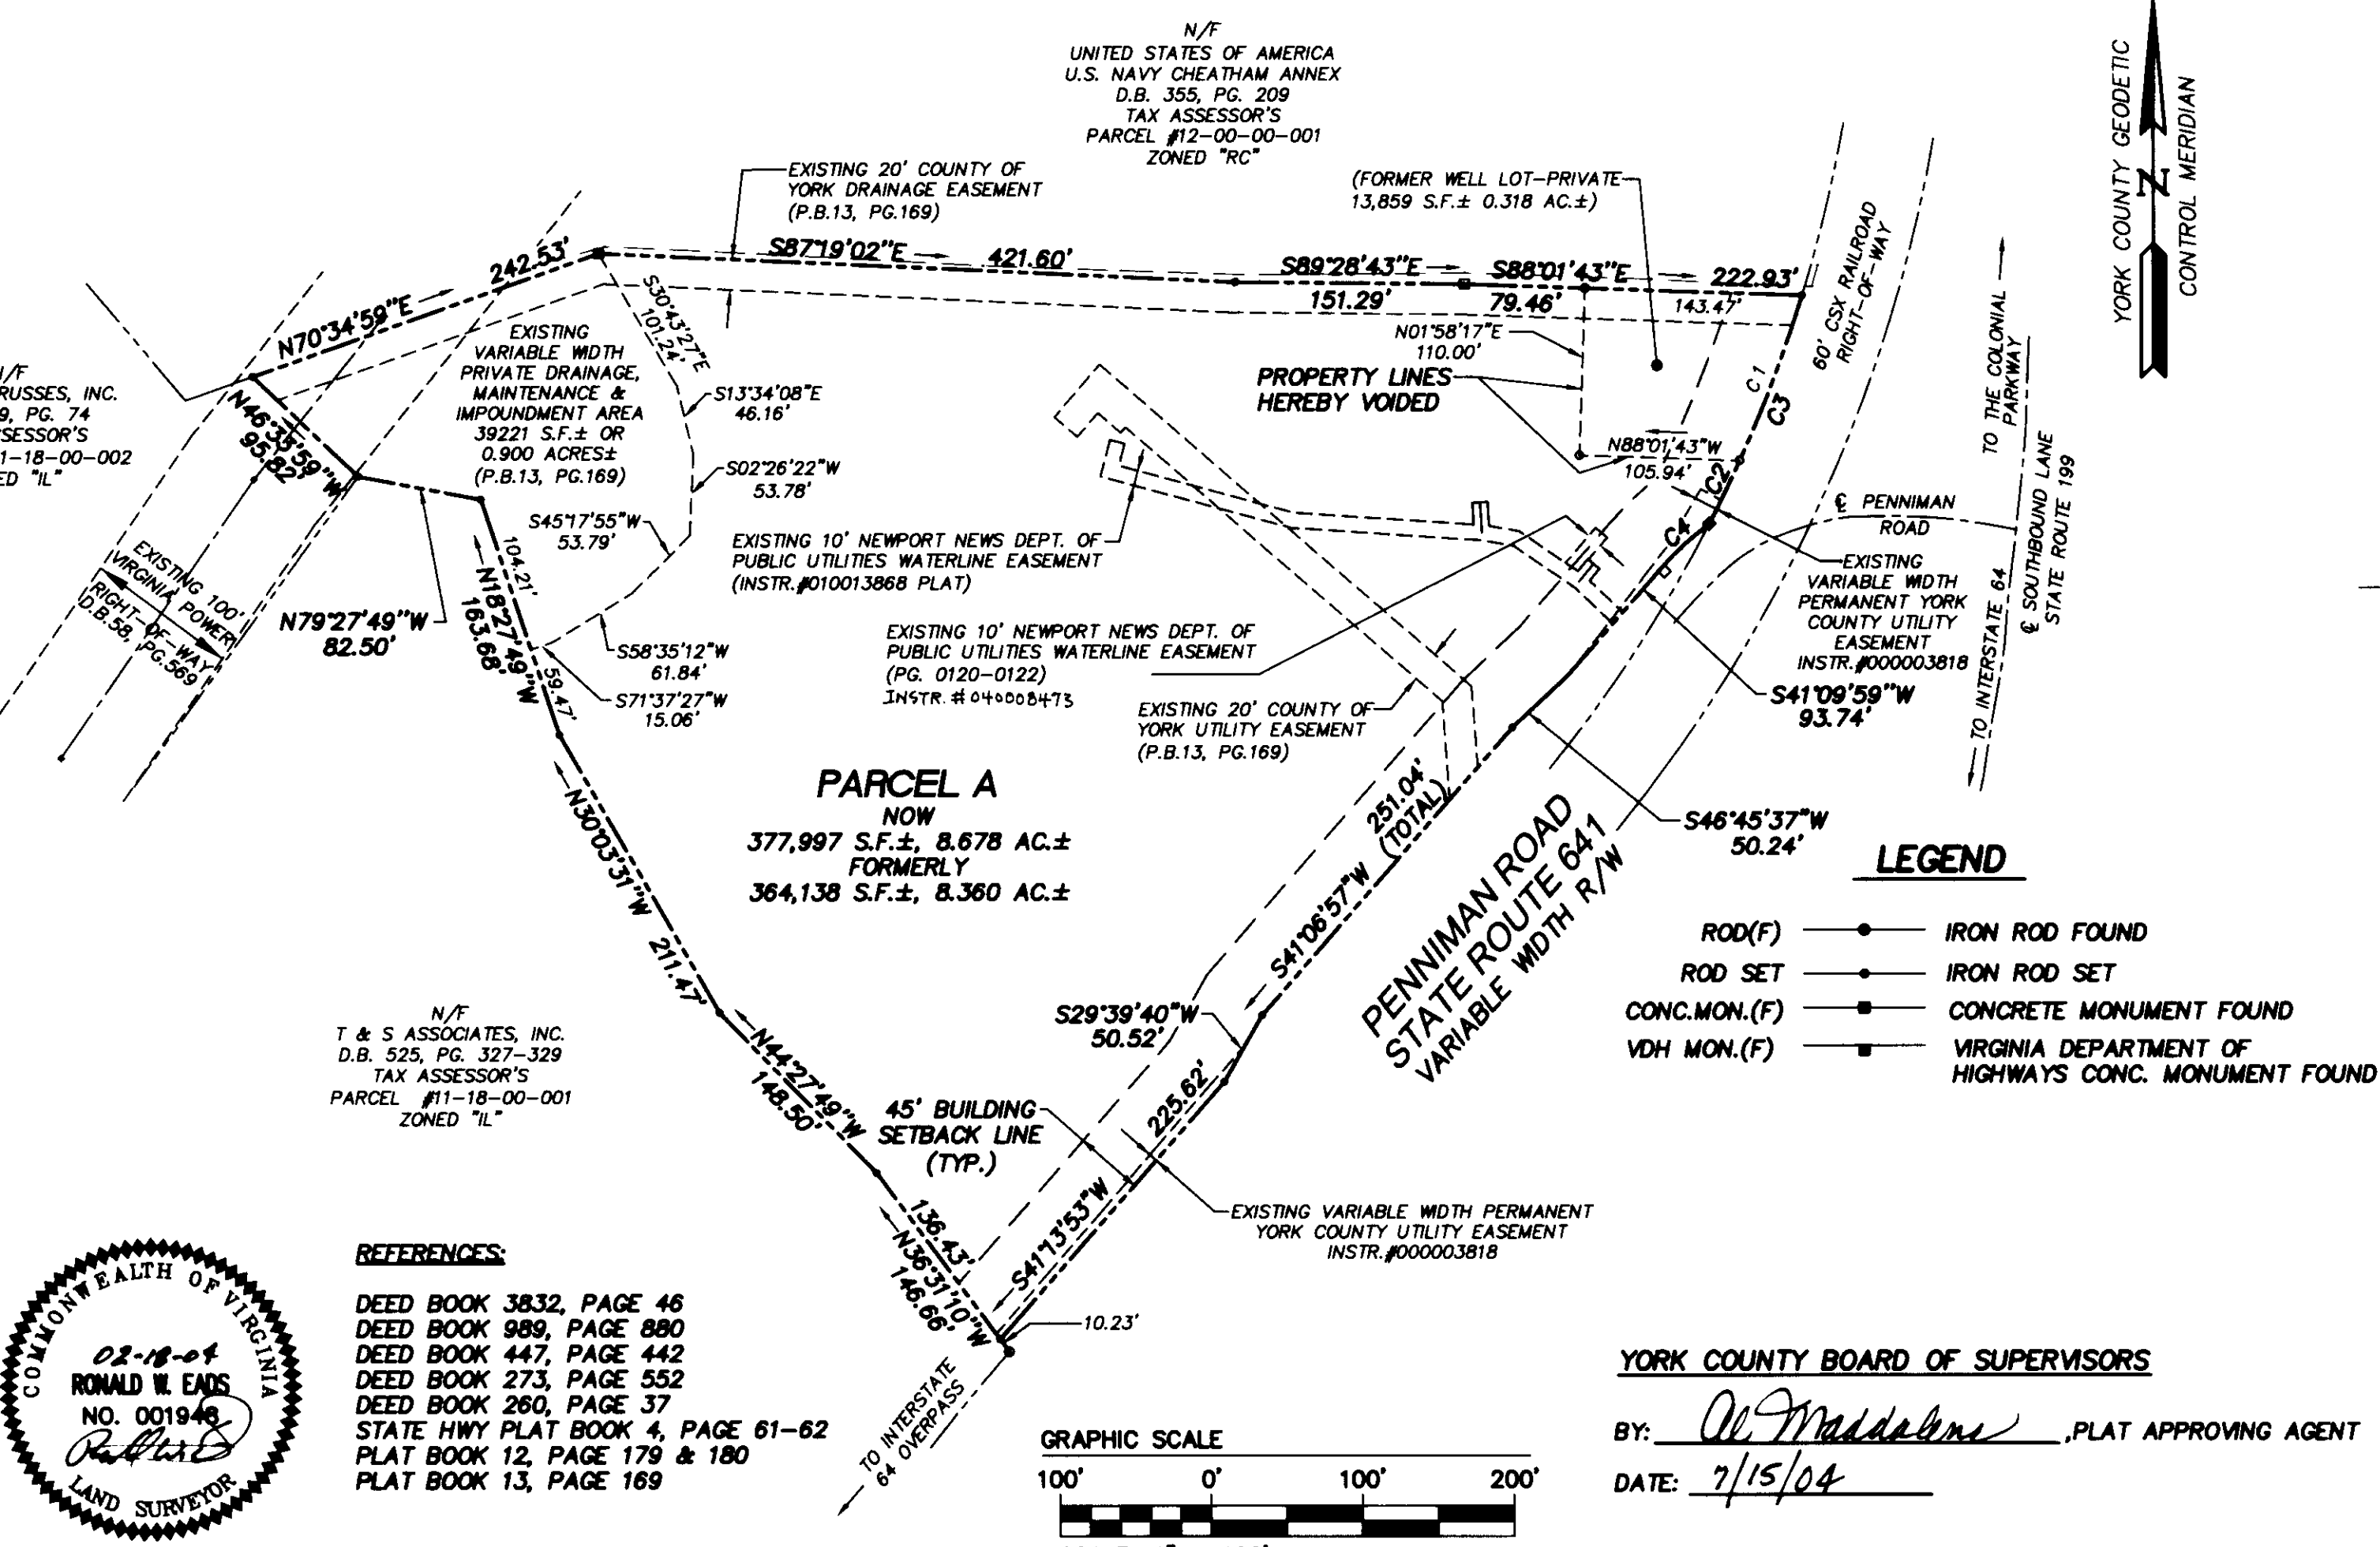 N/F
UNITED STATES OF AMERICA
U.S. NAVY CHEATHAM ANNEX
D.B. 355, PG. 209
TAX ASSESSOR'S
PARCEL #12-00-00-001
ZONED "RC"
YORK COUNTY GEODETIC
N
CONTROL MERIDIAN
EXISTING 20' COUNTY OF
YORK DRAINAGE EASEMENT
(P.B.13, PG.169)
(FORMER WELL LOT-PRIVATE
13,859 S.F.± 0.318 AC.±)
60' CSX RAILROAD
RIGHT-OF-WAY
N70°34'59"E 242.53'
S87°19'02"E 421.60'
S89°28'43"E
151.29'
S88°01'43"E 222.93'
79.46'
143.47'
N01°58'17"E
110.00'
PROPERTY LINES
HEREBY VOIDED
N88°01'43"W
105.94'
C1
C3
C2
C4
TO THE COLONIAL
PARKWAY
TO INTERSTATE 64
℄ SOUTHBOUND LANE
STATE ROUTE 199
℄ PENNIMAN
ROAD
N/F
RUSSES, INC.
9, PG. 74
SESSOR'S
1-18-00-002
ED "IL"
N46°35'59"W
95.82'
EXISTING
VARIABLE WIDTH
PRIVATE DRAINAGE,
MAINTENANCE &
IMPOUNDMENT AREA
39221 S.F.± OR
0.900 ACRES±
(P.B.13, PG.169)
S30°43'27"E
101.24'
S13°34'08"E
46.16'
S02°26'22"W
53.78'
S45°17'55"W
53.79'
S58°35'12"W
61.84'
S71°37'27"W
15.06'
EXISTING 100'
VIRGINIA POWER
RIGHT-OF-WAY
D.B.58, PG.569
N79°27'49"W
82.50'
104.21'
N18°27'49"W
163.68'
59.47'
EXISTING 10' NEWPORT NEWS DEPT. OF
PUBLIC UTILITIES WATERLINE EASEMENT
(INSTR.#010013868 PLAT)
EXISTING 10' NEWPORT NEWS DEPT. OF
PUBLIC UTILITIES WATERLINE EASEMENT
(PG. 0120-0122)
INSTR. #040008473
EXISTING 20' COUNTY OF
YORK UTILITY EASEMENT
(P.B.13, PG.169)
EXISTING
VARIABLE WIDTH
PERMANENT YORK
COUNTY UTILITY
EASEMENT
INSTR.#000003818
S41°09'59"W
93.74'
S46°45'37"W
50.24'
PARCEL A
NOW
377,997 S.F.±, 8.678 AC.±
FORMERLY
364,138 S.F.±, 8.360 AC.±
N30°03'31"W 211.47'
251.04'
(TOTAL)
S41°06'57"W
PENNIMAN ROAD
STATE ROUTE 641
VARIABLE WIDTH R/W
S29°39'40"W
50.52'
LEGEND
ROD(F) IRON ROD FOUND
ROD SET IRON ROD SET
CONC.MON.(F) CONCRETE MONUMENT FOUND
VDH MON.(F) VIRGINIA DEPARTMENT OF
HIGHWAYS CONC. MONUMENT FOUND
N/F
T & S ASSOCIATES, INC.
D.B. 525, PG. 327-329
TAX ASSESSOR'S
PARCEL #11-18-00-001
ZONED "IL"
N44°27'49"W
148.50'
45' BUILDING
SETBACK LINE
(TYP.)
225.62'
S41°13'53"W
EXISTING VARIABLE WIDTH PERMANENT
YORK COUNTY UTILITY EASEMENT
INSTR.#000003818
136.43'
N36°31'10"W
146.66'
10.23'
TO INTERSTATE
64 OVERPASS
COMMONWEALTH OF VIRGINIA
02-18-04
RONALD W. EADS
NO. 001948
LAND SURVEYOR
REFERENCES:
DEED BOOK 3832, PAGE 46
DEED BOOK 989, PAGE 880
DEED BOOK 447, PAGE 442
DEED BOOK 273, PAGE 552
DEED BOOK 260, PAGE 37
STATE HWY PLAT BOOK 4, PAGE 61-62
PLAT BOOK 12, PAGE 179 & 180
PLAT BOOK 13, PAGE 169
GRAPHIC SCALE
100' 0' 100' 200'
YORK COUNTY BOARD OF SUPERVISORS
BY: Al Maddalena ,PLAT APPROVING AGENT
DATE: 7/15/04